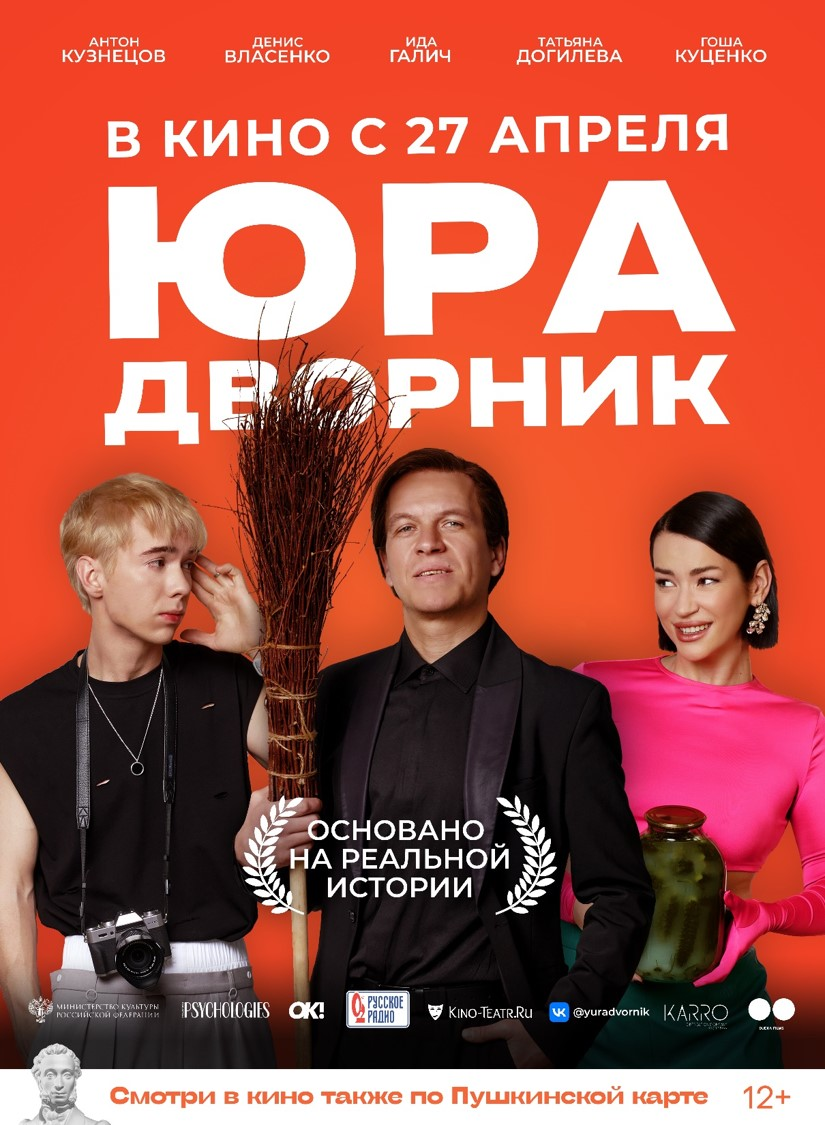 АНТОН
КУЗНЕЦОВ
ДЕНИС
ВЛАСЕНКО
ИДА
ГАЛИЧ
ТАТЬЯНА
ДОГИЛЕВА
ГОША
КУЦЕНКО
В КИНО С 27 АПРЕЛЯ
ЮРА
ДВОРНИК
ОСНОВАНО
НА РЕАЛЬНОЙ
ИСТОРИИ
МИНИСТЕРСТВО КУЛЬТУРЫ
РОССИЙСКОЙ ФЕДЕРАЦИИ
PSYCHOLOGIES
OK!
РУССКОЕ
РАДИО
KINO-TEATR.RU
@yuradvornik
KARRO
Смотри в кино также по Пушкинской карте
12+